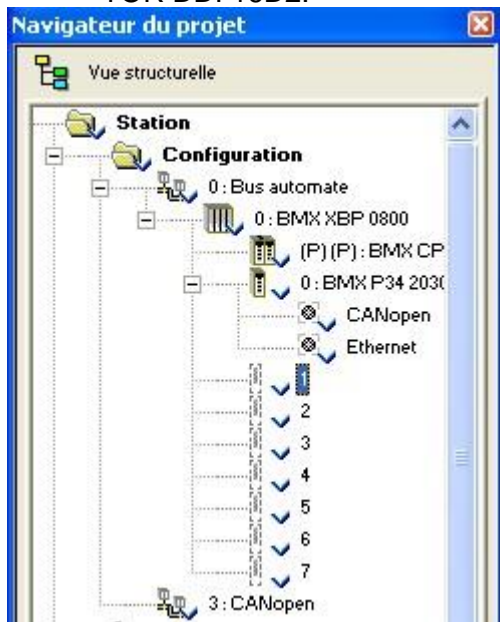 Navigateur du projet
Vue structurelle
Station
Configuration
0 : Bus automate
0 : BMX XBP 0800
(P) (P) : BMX CP
0 : BMX P34 2030
CANopen
Ethernet
1
2
3
4
5
6
7
3 : CANopen